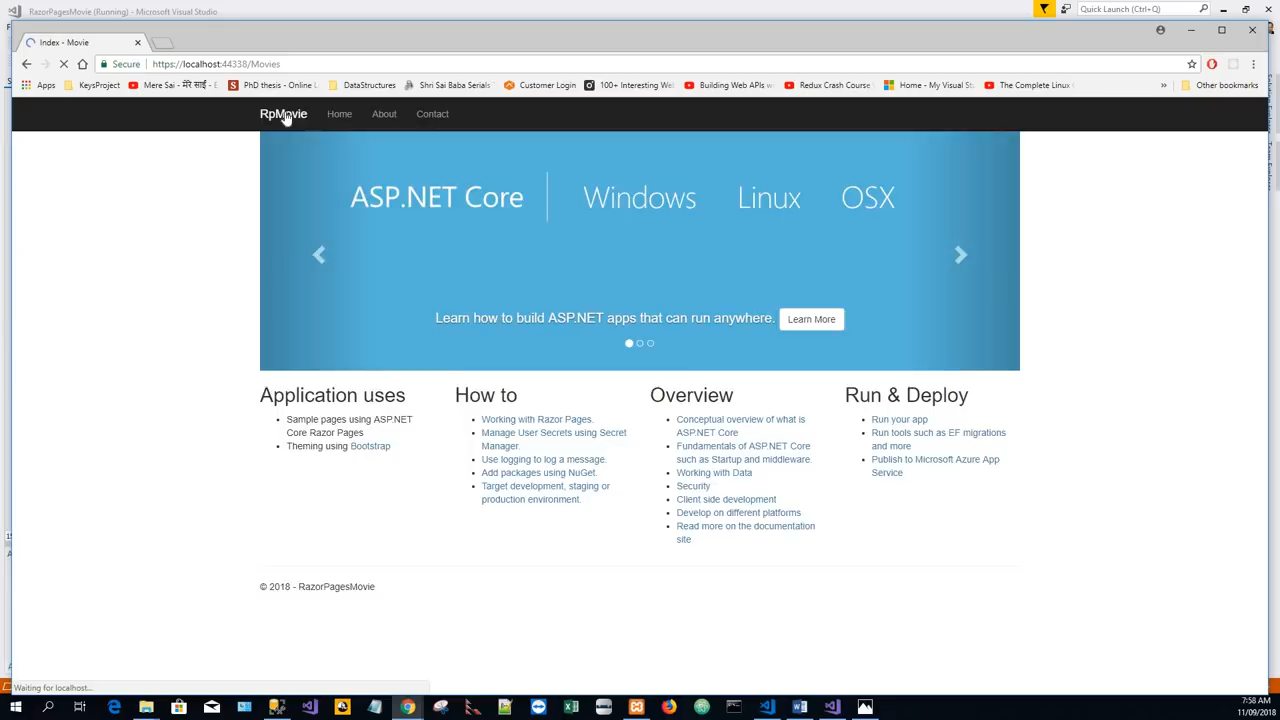 RazorPagesMovie (Running) - Microsoft Visual Studio
Quick Launch (Ctrl+Q)
Index - Movie
Secure
https://localhost:44338/Movies
Apps
KeysProject
Mere Sai - मेरे साईं - E
PhD thesis - Online L
DataStructures
Shri Sai Baba Serials
Customer Login
100+ Interesting Web
Building Web APIs w
Redux Crash Course
Home - My Visual St
The Complete Linux C
»
Other bookmarks
RpMovie
Home
About
Contact
ASP.NET Core
Windows
Linux
OSX
Learn how to build ASP.NET apps that can run anywhere.
Learn More
Application uses
Sample pages using ASP.NET
Core Razor Pages
Theming using Bootstrap
How to
Working with Razor Pages.
Manage User Secrets using Secret
Manager.
Use logging to log a message.
Add packages using NuGet.
Target development, staging or
production environment.
Overview
Conceptual overview of what is
ASP.NET Core
Fundamentals of ASP.NET Core
such as Startup and middleware.
Working with Data
Security
Client side development
Develop on different platforms
Read more on the documentation
site
Run & Deploy
Run your app
Run tools such as EF migrations
and more
Publish to Microsoft Azure App
Service
© 2018 - RazorPagesMovie
Waiting for localhost...
7:58 AM
11/09/2018